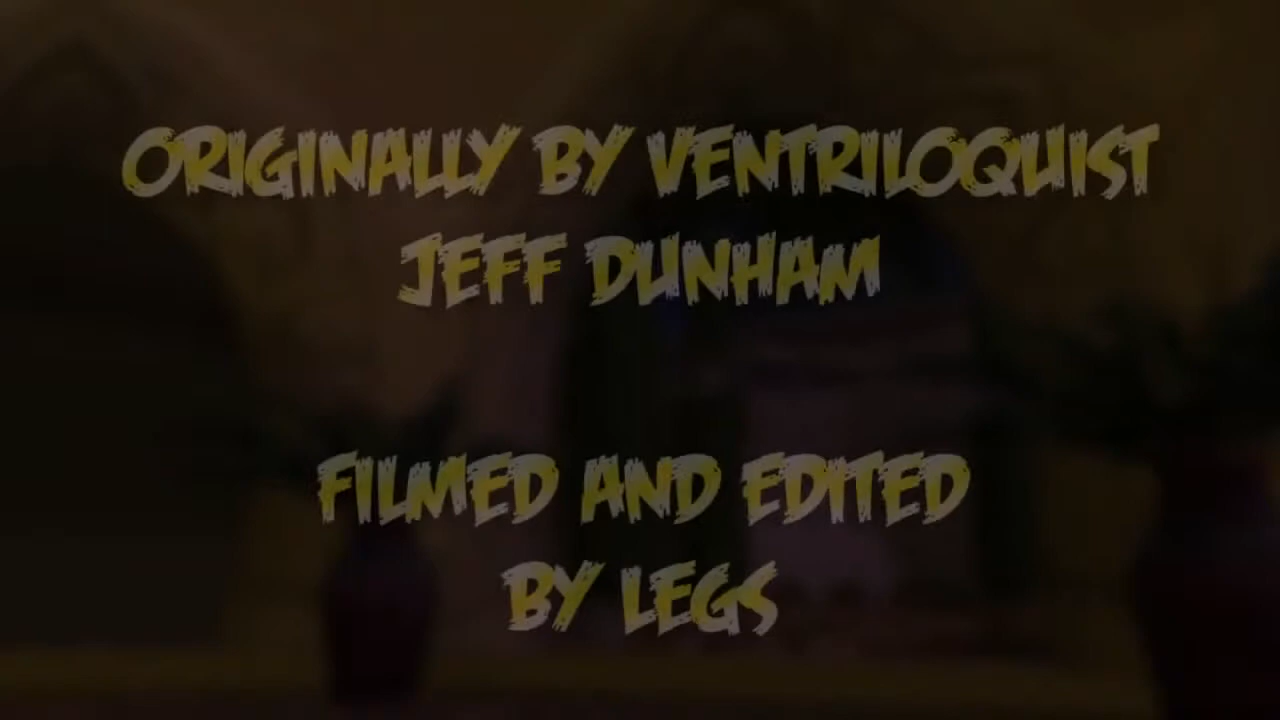 ORIGINALLY BY VENTRILOQUIST
JEFF DUNHAM
FILMED AND EDITED
BY LEGS